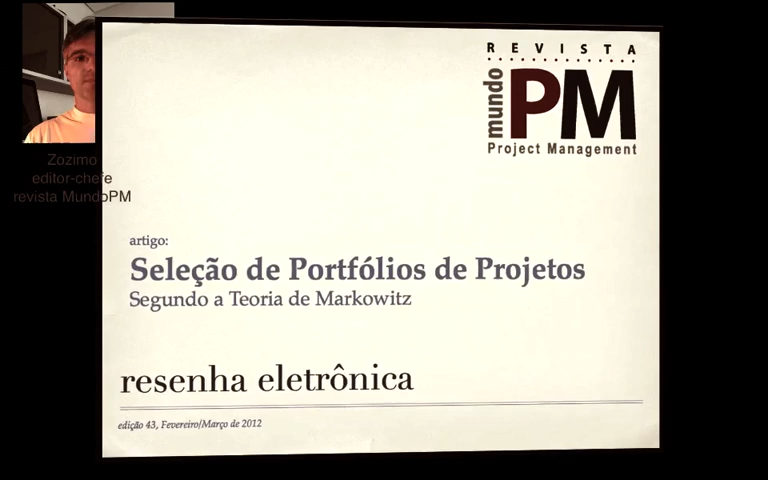 REVISTA
mundo
PM
Project Management
Zozimo
editor-chefe
revista MundoPM
artigo:
Seleção de Portfólios de Projetos
Segundo a Teoria de Markowitz
resenha eletrônica
edição 43, Fevereiro/Março de 2012